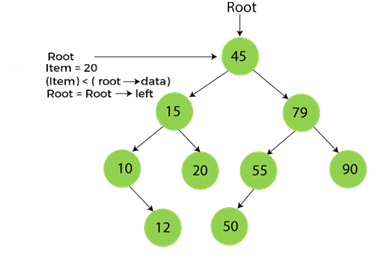 Root
Root
Item = 20
(Item) < ( root → data)
Root = Root → left
45
15
79
10
20
55
90
12
50